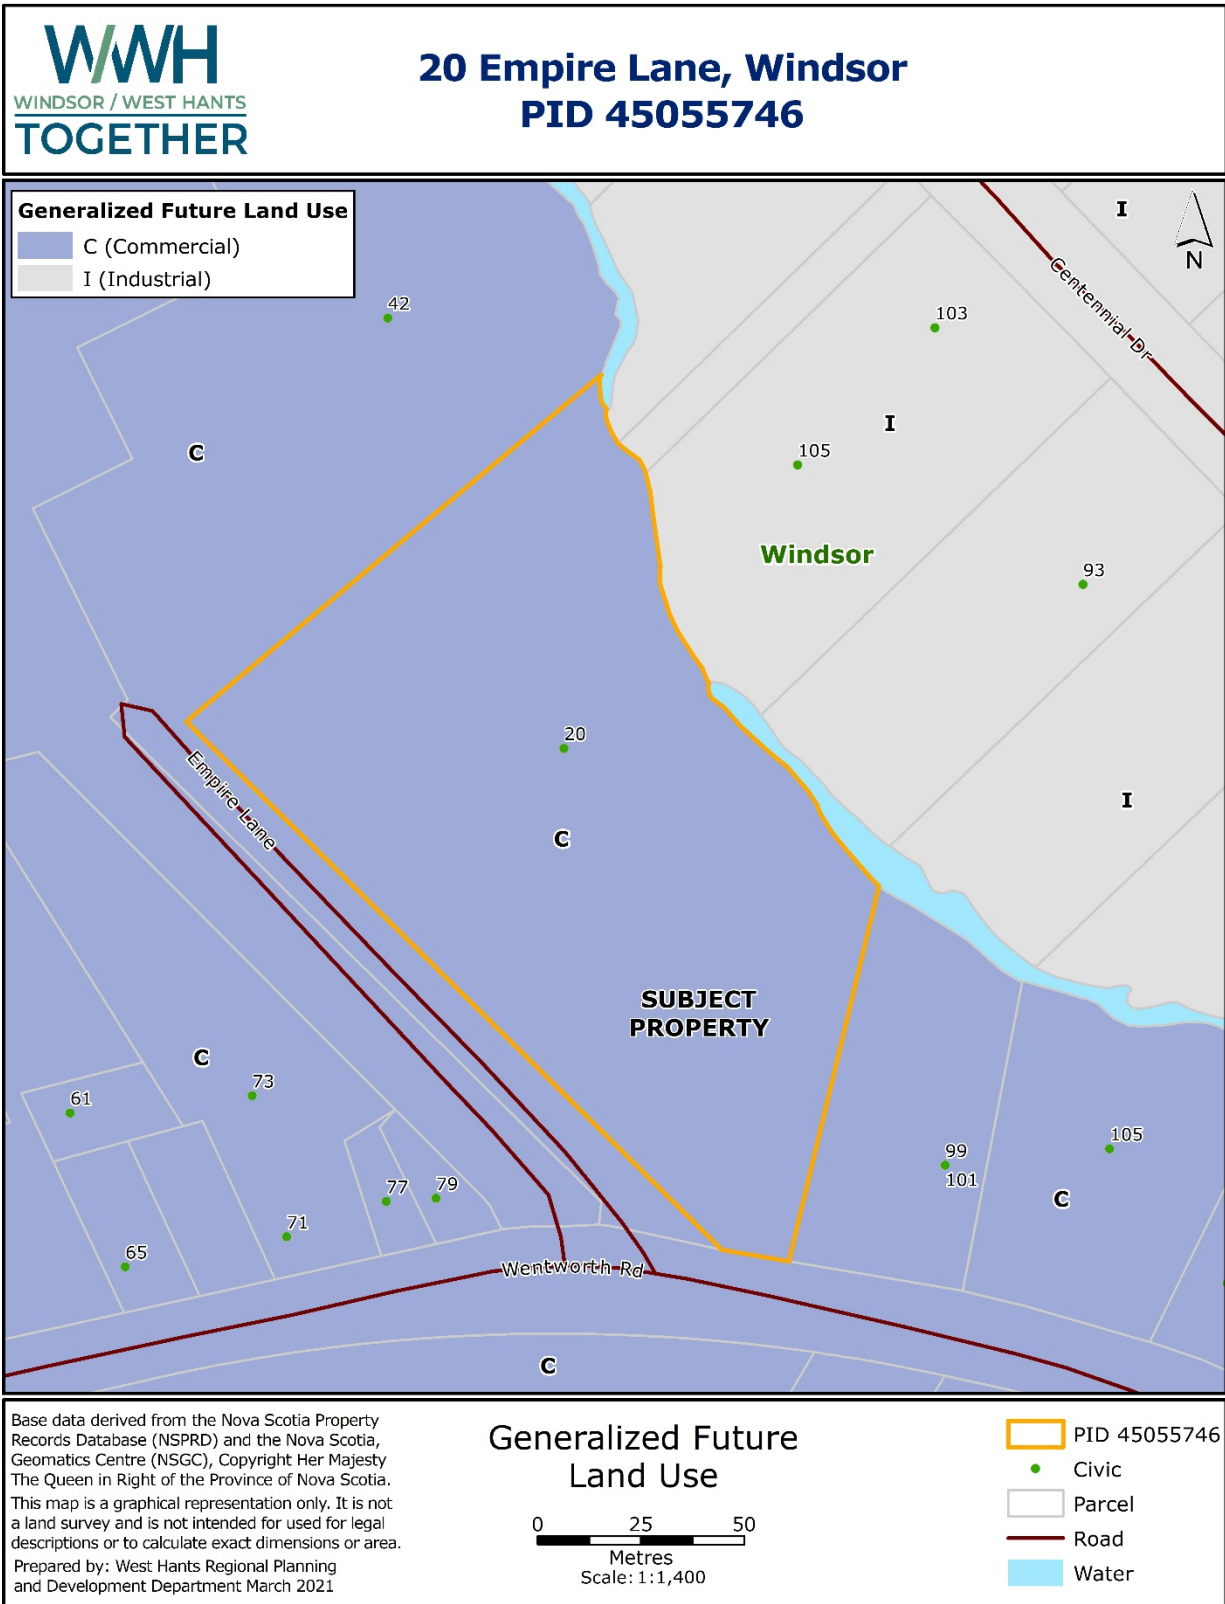 WWH
WINDSOR / WEST HANTS
TOGETHER
20 Empire Lane, Windsor
PID 45055746
Generalized Future Land Use
C (Commercial)
I (Industrial)
I
N
Centennial Dr
42
103
I
C
105
Windsor
93
20
Empire Lane
I
C
SUBJECT
PROPERTY
C
73
61
105
99
101
C
77
79
71
65
Wentworth Rd
C
Base data derived from the Nova Scotia Property
Records Database (NSPRD) and the Nova Scotia,
Geomatics Centre (NSGC), Copyright Her Majesty
The Queen in Right of the Province of Nova Scotia.
This map is a graphical representation only. It is not
a land survey and is not intended for used for legal
descriptions or to calculate exact dimensions or area.
Prepared by: West Hants Regional Planning
and Development Department March 2021
Generalized Future
Land Use
0 25 50
Metres
Scale: 1:1,400
PID 45055746
Civic
Parcel
Road
Water